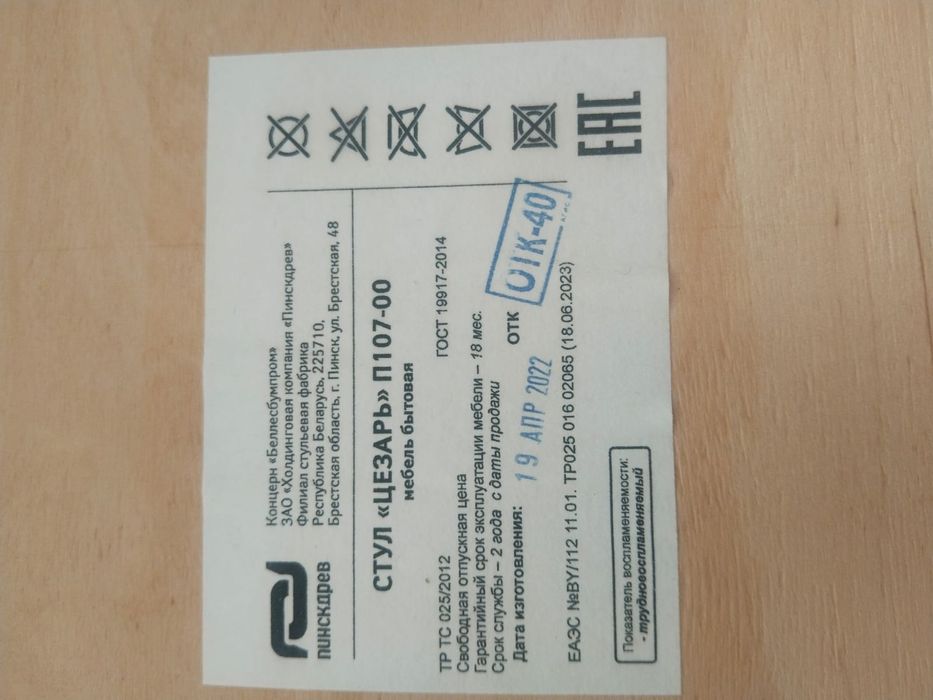 ПИНСКДРЕВ
Концерн «Беллесбумпром»
ЗАО «Холдинговая компания «Пинскдрев»
Филиал стульевая фабрика
Республика Беларусь, 225710,
Брестская область, г. Пинск, ул. Брестская, 48
СТУЛ «ЦЕЗАРЬ» П107-00
мебель бытовая
ТР ТС 025/2012 ГОСТ 19917-2014
Свободная отпускная цена
Гарантийный срок эксплуатации мебели – 18 мес.
Срок службы – 2 года с даты продажи
Дата изготовления: 19 АПР 2022 ОТК ОТК-40
ЕАЭС №BY/112 11.01. ТР025 016 02065 (18.06.2023)
Показатель воспламеняемости:
- трудновоспламеняемый
ЕАС